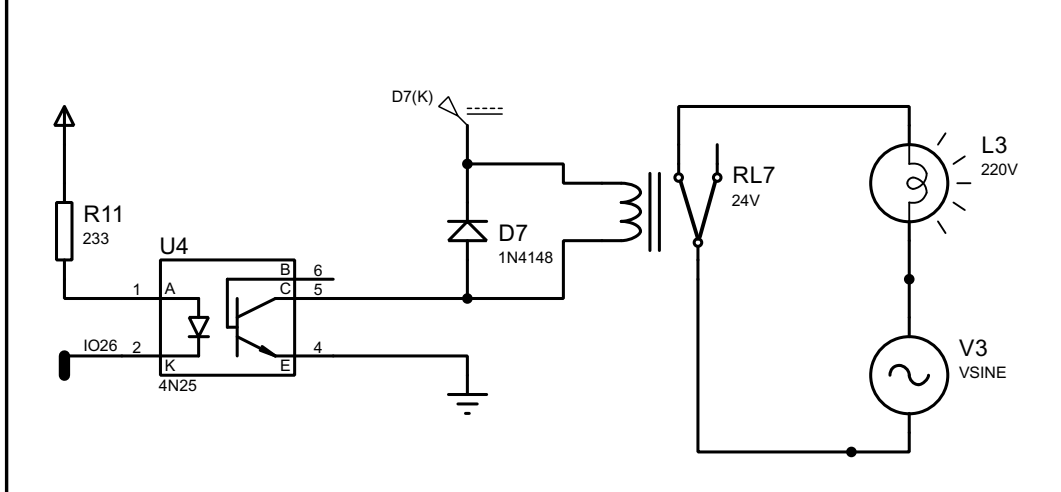 D7(K)
R11
233
U4
4N25
1
A
IO26
2
K
B
6
C
5
E
4
D7
1N4148
RL7
24V
L3
220V
V3
VSINE